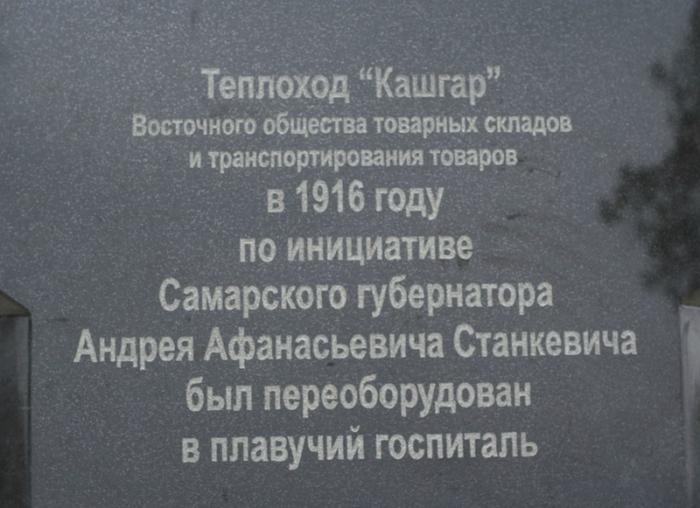 Теплоход “Кашгар”
Восточного общества товарных складов
и транспортирования товаров
в 1916 году
по инициативе
Самарского губернатора
Андрея Афанасьевича Станкевича
был переоборудован
в плавучий госпиталь